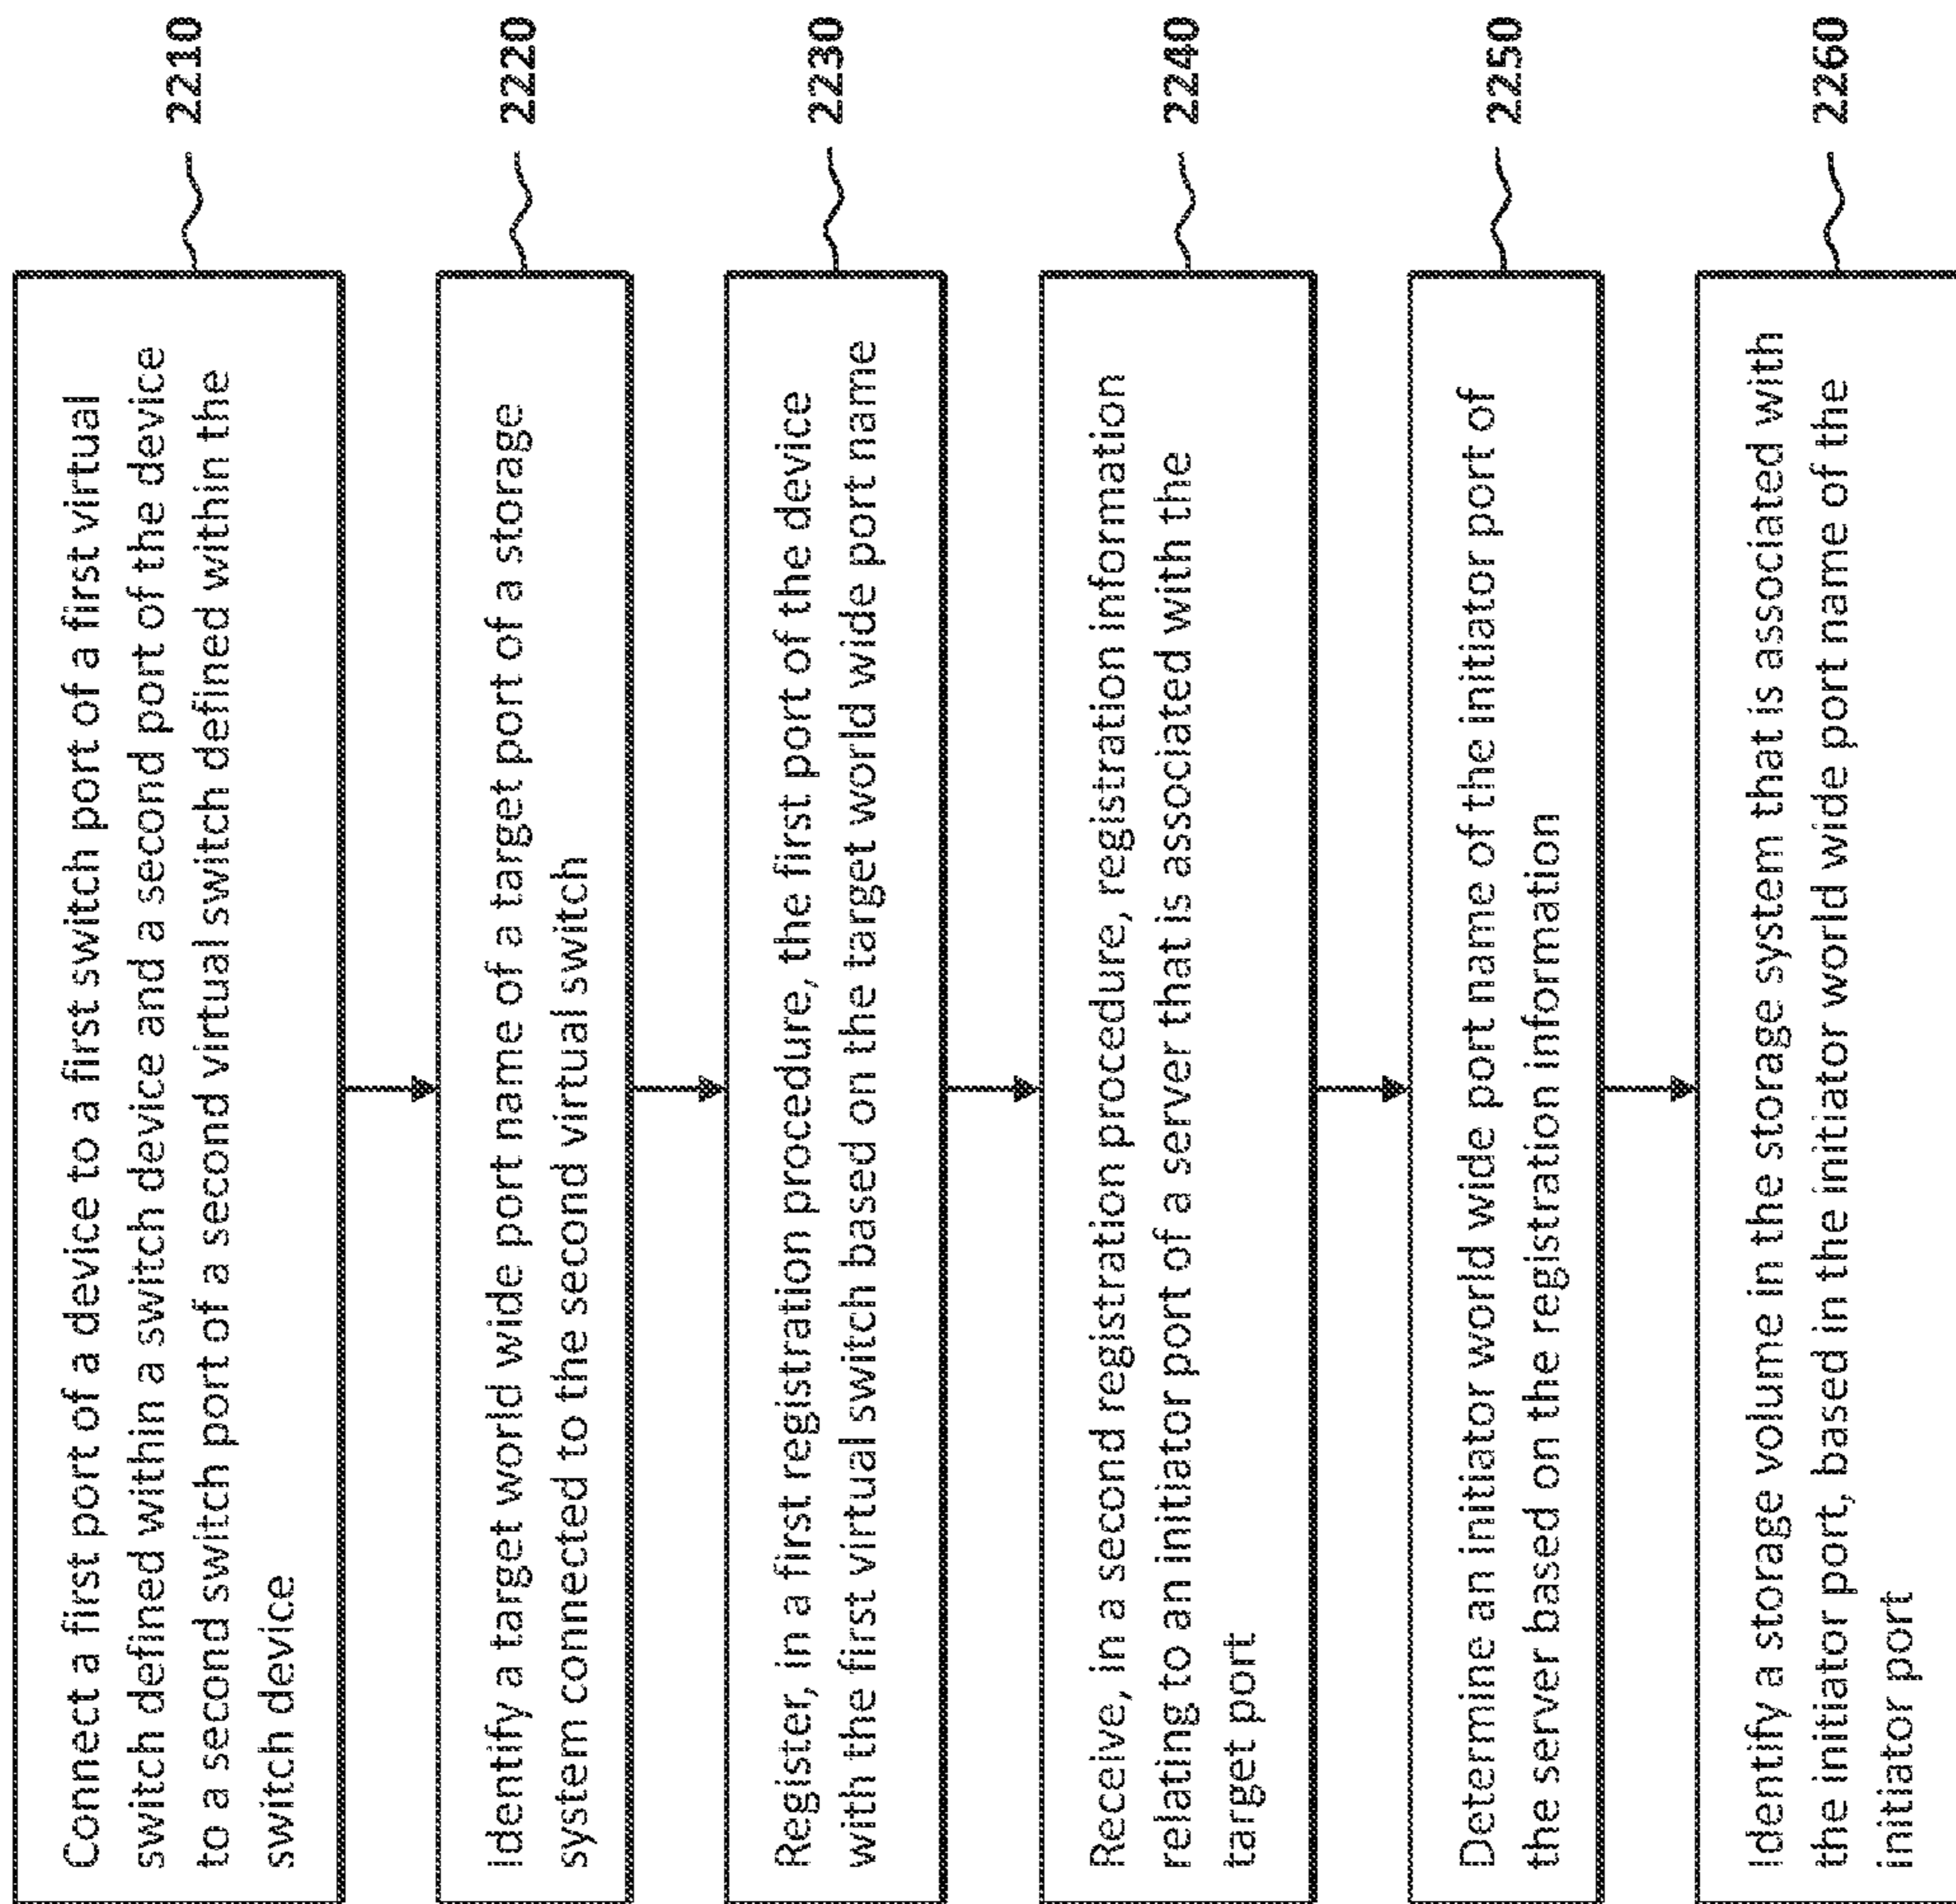 Connect a first port of a device to a first switch port of a first virtual
switch defined within a switch device and a second port of the device
to a second switch port of a second virtual switch defined within the
switch device
2210
Identify a target world wide port name of a target port of a storage
system connected to the second virtual switch
2220
Register, in a first registration procedure, the first port of the device
with the first virtual switch based on the target world wide port name
2230
Receive, in a second registration procedure, registration information
relating to an initiator port of a server that is associated with the
target port
2240
Determine an initiator world wide port name of the initiator port of
the server based on the registration information
2250
Identify a storage volume in the storage system that is associated with
the initiator port, based in the initiator world wide port name of the
initiator port
2260